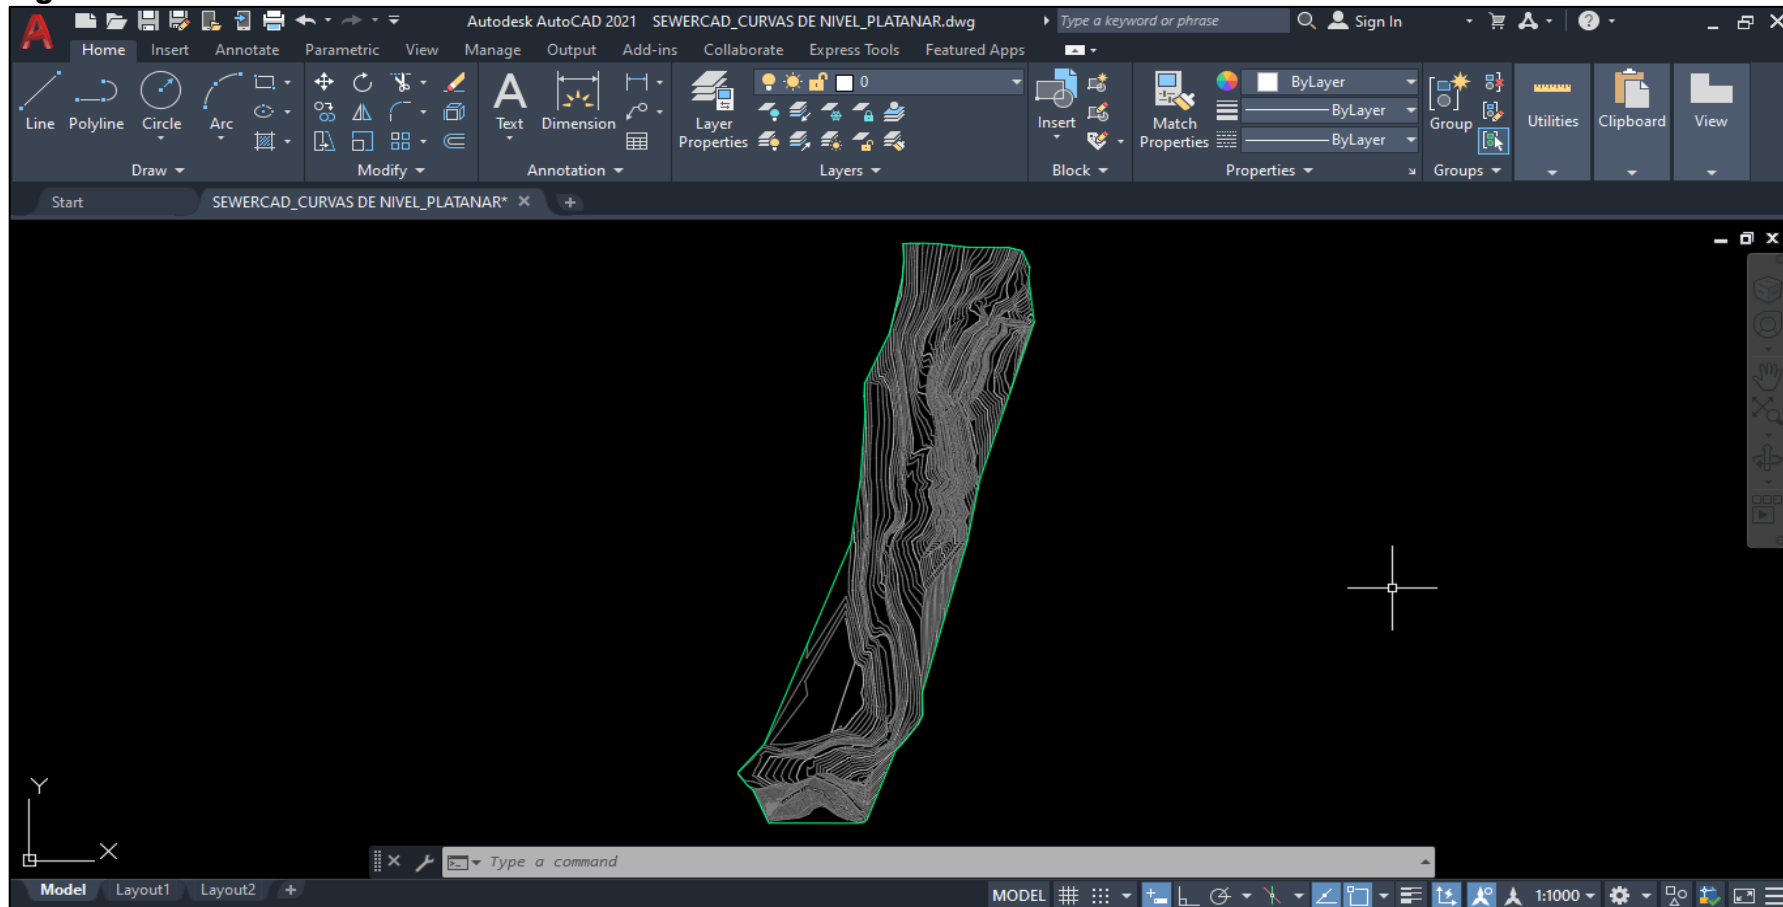 Autodesk AutoCAD 2021 SEWERCAD_CURVAS DE NIVEL_PLATANAR.dwg Type a keyword or phrase Sign In
Home Insert Annotate Parametric View Manage Output Add-ins Collaborate Express Tools Featured Apps
0 ByLayer
ByLayer
Line Polyline Circle Arc Text Dimension Layer Properties Insert Match Properties Group Utilities Clipboard View
ByLayer
Draw Modify Annotation Layers Block Properties Groups
Start SEWERCAD_CURVAS DE NIVEL_PLATANAR* +
Y
X
Type a command
Model Layout1 Layout2 + MODEL 1:1000